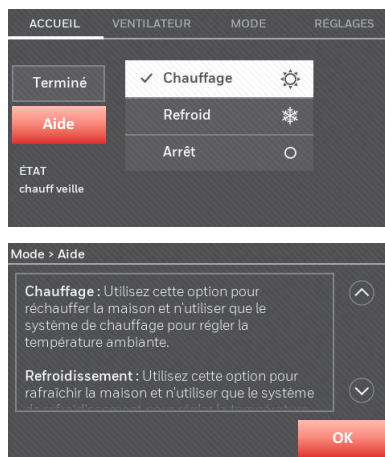 ACCUEIL VENTILATEUR MODE RÉGLAGES
Terminé
✓ Chauffage
Aide
Refroid
Arrêt
ÉTAT
chauff veille
Mode > Aide
Chauffage : Utilisez cette option pour
réchauffer la maison et n'utiliser que le
système de chauffage pour régler la
température ambiante.
Refroidissement : Utilisez cette option pour
rafraîchir la maison et n'utiliser que le système
OK